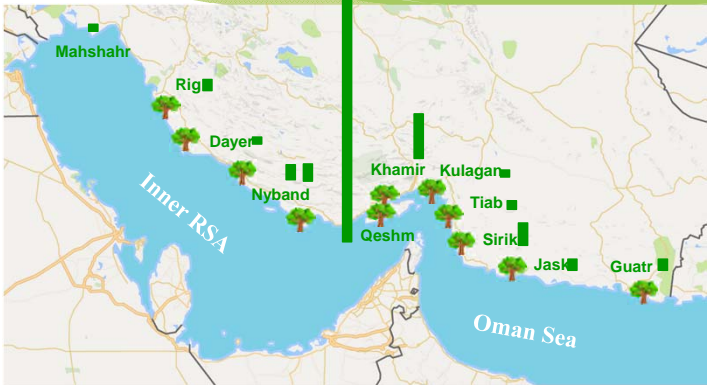 Mahshahr
Rig
Dayer
Khamir
Kulagan
Nyband
Tiab
Inner RSA
Qeshm
Sirik
Jask
Guatr
Oman Sea